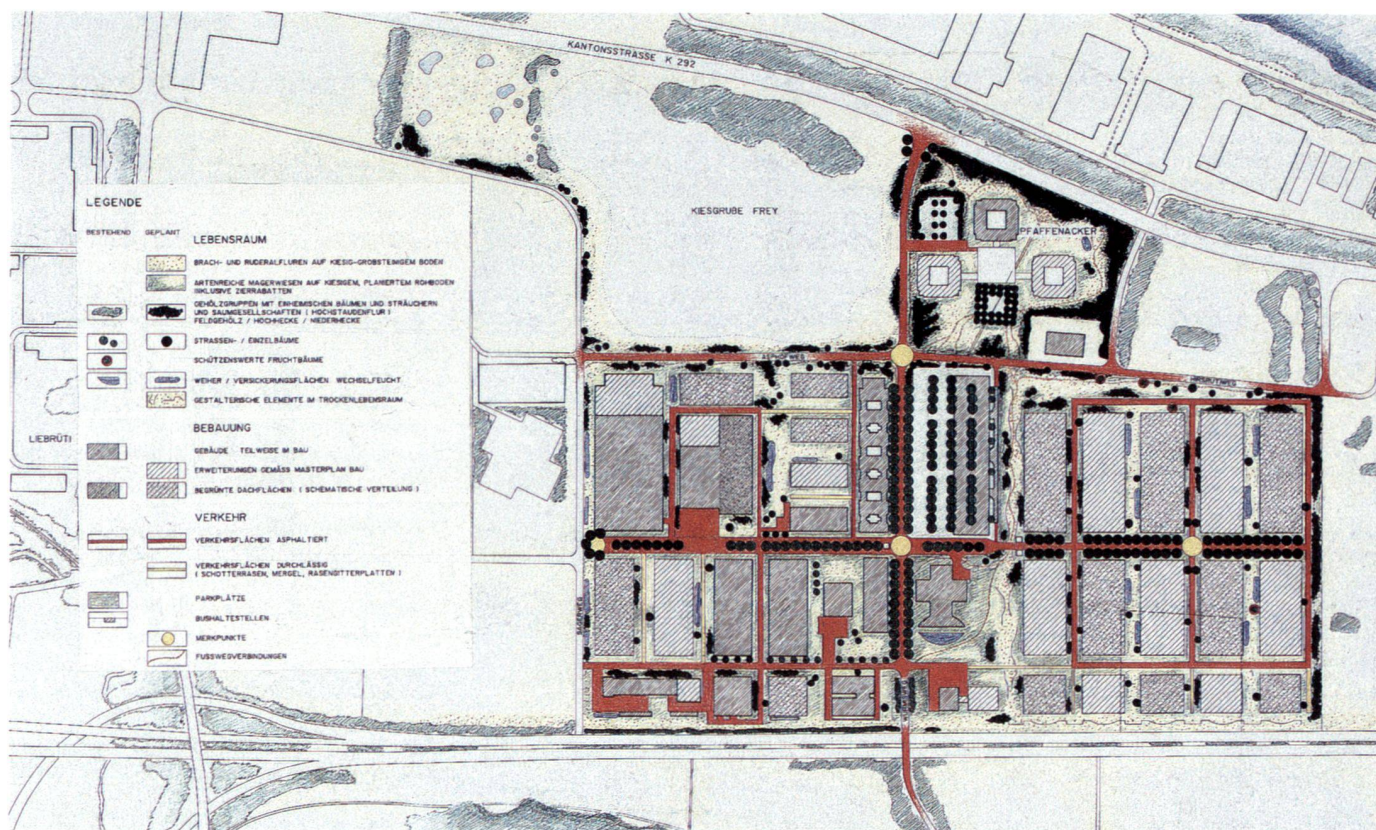 KANTONSSTRASSE K 292
KIESGRUBE FREY
PFAFFENACKER
LIEBRÜTI
LEGENDE
BESTEHEND GEPLANT
LEBENSRAUM
BRACH- UND RUDERALFLUREN AUF KIESIG-GROBSTEINIGEM BODEN
ARTENREICHE MAGERWIESEN AUF KIESIGEM, PLANIERTEM ROHBODEN
INKLUSIVE ZIERRABATTEN
GEHÖLZGRUPPEN MIT EINHEIMISCHEN BÄUMEN UND STRÄUCHERN
UND SAUMGESELLSCHAFTEN ( HOCHSTAUDENFLUR )
FELDGEHÖLZ / HOCHHECKE / NIEDERHECKE
STRASSEN- / EINZELBÄUME
SCHÜTZENSWERTE FRUCHTBÄUME
WEIHER / VERSICKERUNGSFLÄCHEN WECHSELFEUCHT
GESTALTERISCHE ELEMENTE IM TROCKENLEBENSRAUM
BEBAUUNG
GEBÄUDE TEILWEISE IM BAU
ERWEITERUNGEN GEMÄSS MASTERPLAN BAU
BEGRÜNTE DACHFLÄCHEN ( SCHEMATISCHE VERTEILUNG )
VERKEHR
VERKEHRSFLÄCHEN ASPHALTIERT
VERKEHRSFLÄCHEN DURCHLÄSSIG
( SCHOTTERRASEN, MERGEL, RASENGITTERPLATTEN )
PARKPLÄTZE
BUSHALTESTELLEN
MERKPUNKTE
FUSSWEGVERBINDUNGEN